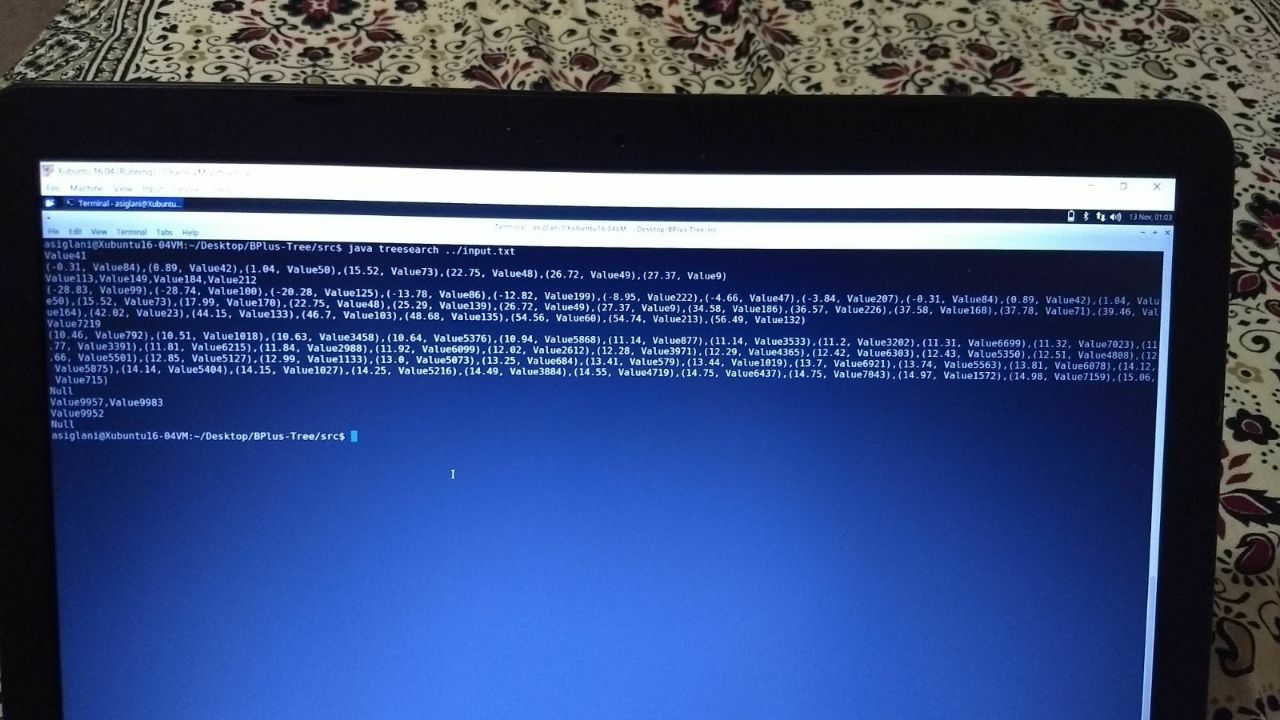 Xubuntu 16.04 [Running] - Oracle VM
File Machine View Input Devices Help
Terminal - asiglani@Xubuntu...
13 Nov, 01:03
Terminal - asiglani@Xubuntu16-04VM: ~/Desktop/BPlus-Tree/src
File Edit View Terminal Tabs Help
asiglani@Xubuntu16-04VM:~/Desktop/BPlus-Tree/src$ java treesearch ../input.txt
Value41
(-0.31, Value84),(0.89, Value42),(1.04, Value50),(15.52, Value73),(22.75, Value48),(26.72, Value49),(27.37, Value9)
Value113,Value149,Value184,Value212
(-28.83, Value99),(-28.74, Value100),(-20.28, Value125),(-13.78, Value86),(-12.82, Value199),(-8.95, Value222),(-4.66, Value47),(-3.84, Value207),(-0.31, Value84),(0.89, Value42),(1.04, Valu
e50),(15.52, Value73),(17.99, Value170),(22.75, Value48),(25.29, Value139),(26.72, Value49),(27.37, Value9),(34.58, Value186),(36.57, Value226),(37.58, Value168),(37.78, Value71),(39.46, Val
ue164),(42.02, Value23),(44.15, Value133),(46.7, Value103),(48.68, Value135),(54.56, Value60),(54.74, Value213),(56.49, Value132)
Value7219
(10.46, Value792),(10.51, Value1018),(10.63, Value3458),(10.64, Value5376),(10.94, Value5868),(11.14, Value877),(11.14, Value3533),(11.2, Value3202),(11.31, Value6699),(11.32, Value7023),(11
.77, Value3391),(11.81, Value6215),(11.84, Value2988),(11.92, Value6099),(12.02, Value2612),(12.28, Value3971),(12.29, Value4365),(12.42, Value6303),(12.43, Value5350),(12.51, Value4808),(12
.66, Value5501),(12.85, Value5127),(12.99, Value1133),(13.0, Value5073),(13.25, Value684),(13.41, Value579),(13.44, Value1019),(13.7, Value6921),(13.74, Value5563),(13.81, Value6078),(14.12,
Value5875),(14.14, Value5404),(14.15, Value1027),(14.25, Value5216),(14.49, Value3884),(14.55, Value4719),(14.75, Value6437),(14.75, Value7043),(14.97, Value1572),(14.98, Value7159),(15.06,
Value715)
Null
Value9957,Value9983
Value9952
Null
asiglani@Xubuntu16-04VM:~/Desktop/BPlus-Tree/src$